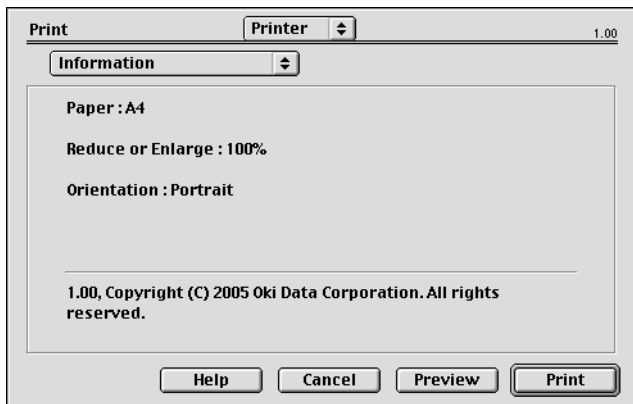 Print Printer 1.00
Information
Paper : A4
Reduce or Enlarge : 100%
Orientation : Portrait
1.00, Copyright (C) 2005 Oki Data Corporation. All rights
reserved.
Help Cancel Preview Print